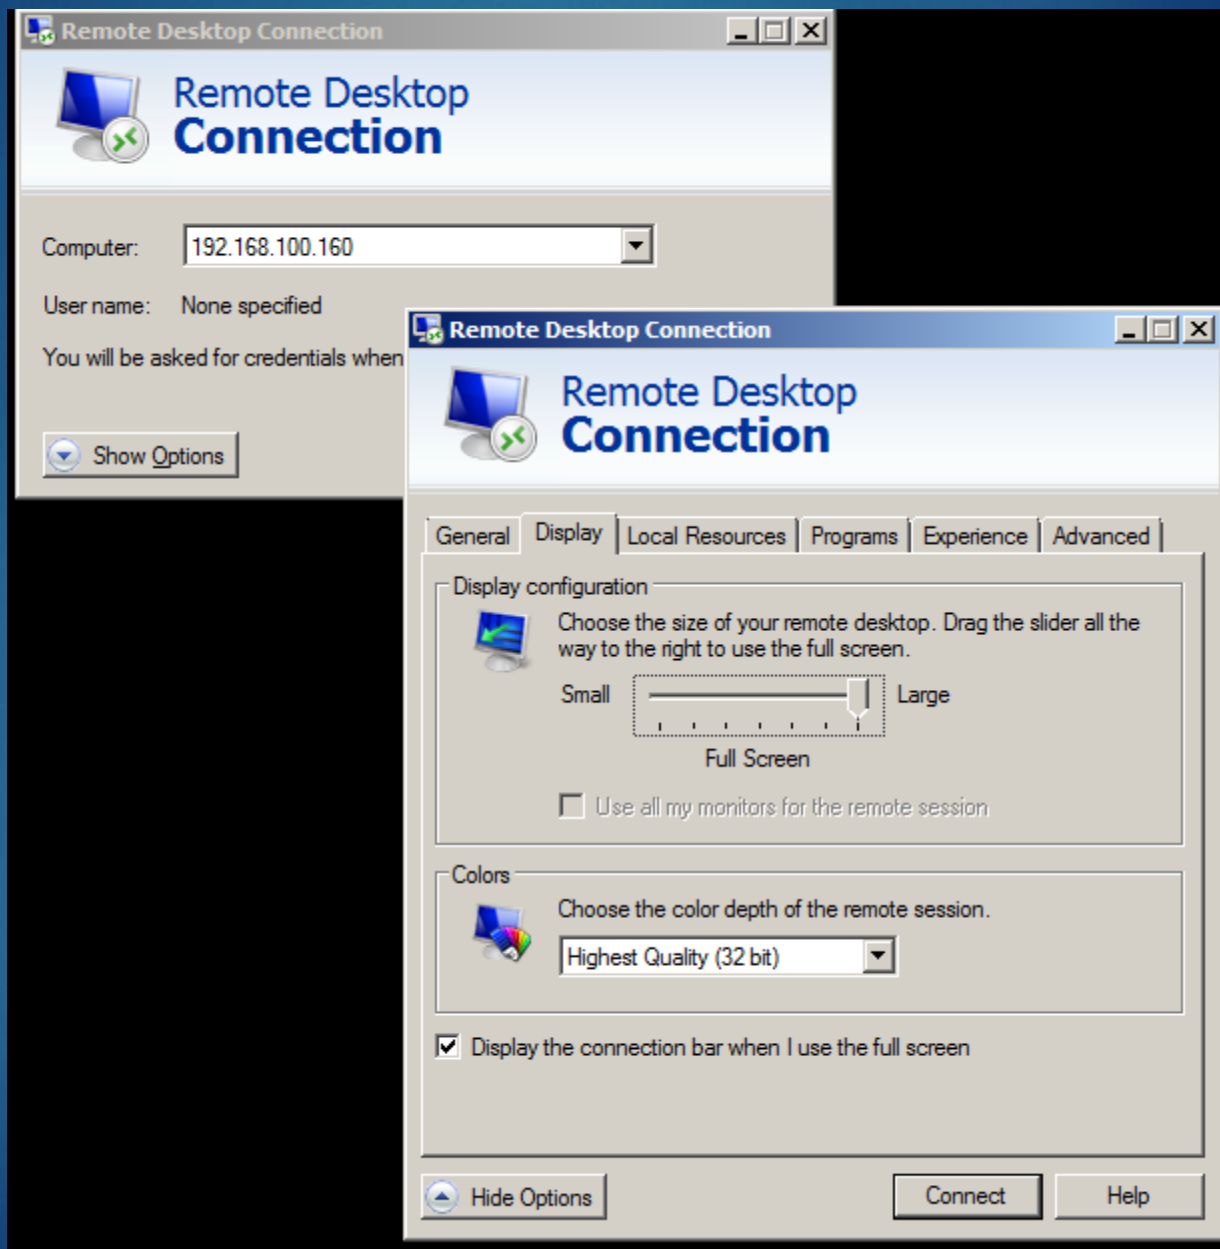 Remote Desktop Connection
Remote Desktop
Connection
Computer: 192.168.100.160
User name: None specified
You will be asked for credentials when
Show Options
Remote Desktop Connection
Remote Desktop
Connection
General Display Local Resources Programs Experience Advanced
Display configuration
Choose the size of your remote desktop. Drag the slider all the
way to the right to use the full screen.
Small Large
Full Screen
Use all my monitors for the remote session
Colors
Choose the color depth of the remote session.
Highest Quality (32 bit)
Display the connection bar when I use the full screen
Hide Options Connect Help